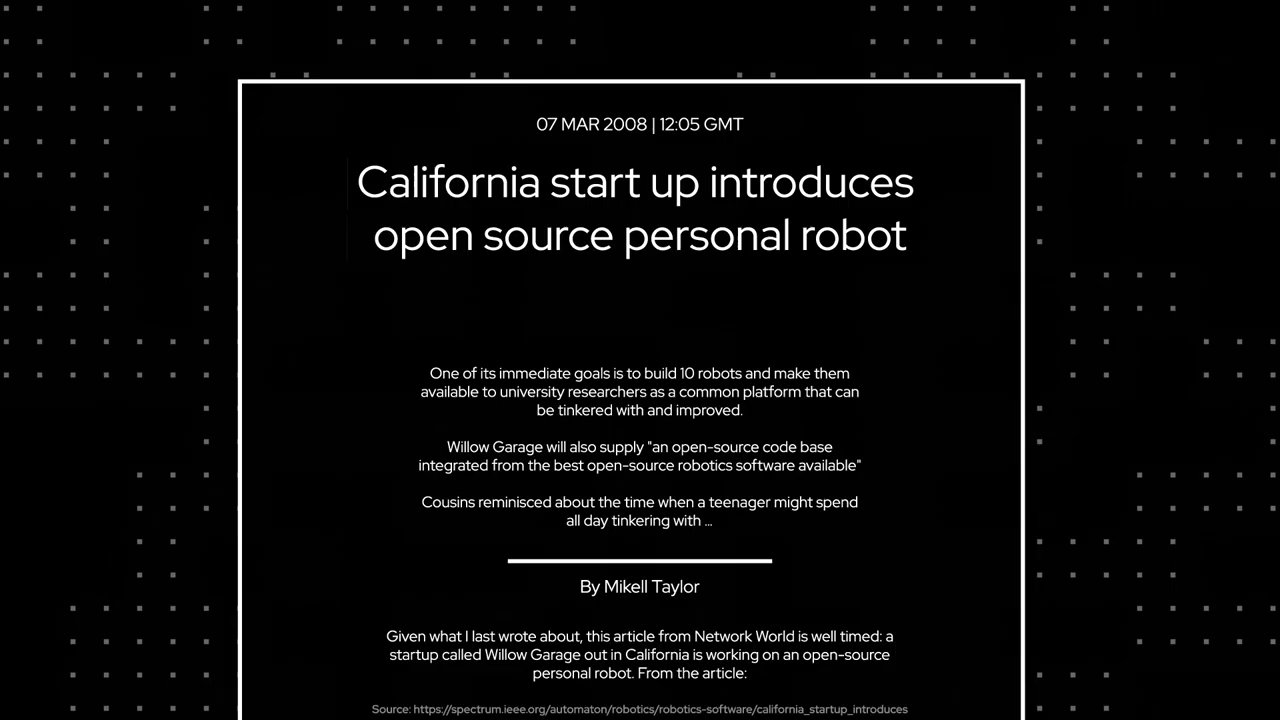 07 MAR 2008 | 12:05 GMT
California start up introduces
open source personal robot
One of its immediate goals is to build 10 robots and make them
available to university researchers as a common platform that can
be tinkered with and improved.
Willow Garage will also supply "an open-source code base
integrated from the best open-source robotics software available"
Cousins reminisced about the time when a teenager might spend
all day tinkering with ...
By Mikell Taylor
Given what I last wrote about, this article from Network World is well timed: a
startup called Willow Garage out in California is working on an open-source
personal robot. From the article:
Source: https://spectrum.ieee.org/automaton/robotics/robotics-software/california_startup_introduces